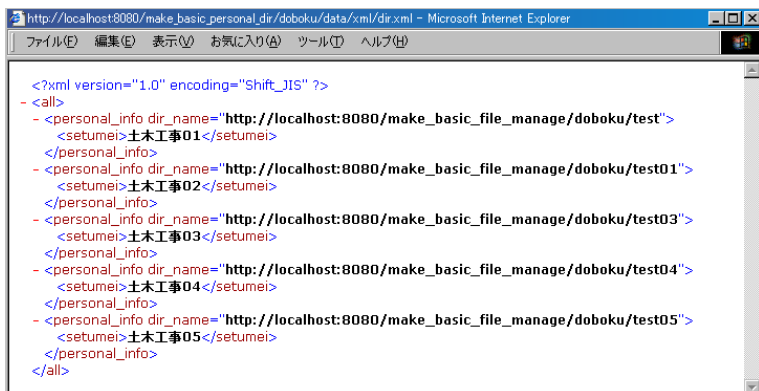 http://localhost:8080/make_basic_personal_dir/doboku/data/xml/dir.xml - Microsoft Internet Explorer
ファイル(F) 編集(E) 表示(V) お気に入り(A) ツール(T) ヘルプ(H)
<?xml version="1.0" encoding="Shift_JIS" ?>
- <all>
- <personal_info dir_name="http://localhost:8080/make_basic_file_manage/doboku/test">
<setumei>土木工事01</setumei>
</personal_info>
- <personal_info dir_name="http://localhost:8080/make_basic_file_manage/doboku/test01">
<setumei>土木工事02</setumei>
</personal_info>
- <personal_info dir_name="http://localhost:8080/make_basic_file_manage/doboku/test03">
<setumei>土木工事03</setumei>
</personal_info>
- <personal_info dir_name="http://localhost:8080/make_basic_file_manage/doboku/test04">
<setumei>土木工事04</setumei>
</personal_info>
- <personal_info dir_name="http://localhost:8080/make_basic_file_manage/doboku/test05">
<setumei>土木工事05</setumei>
</personal_info>
</all>